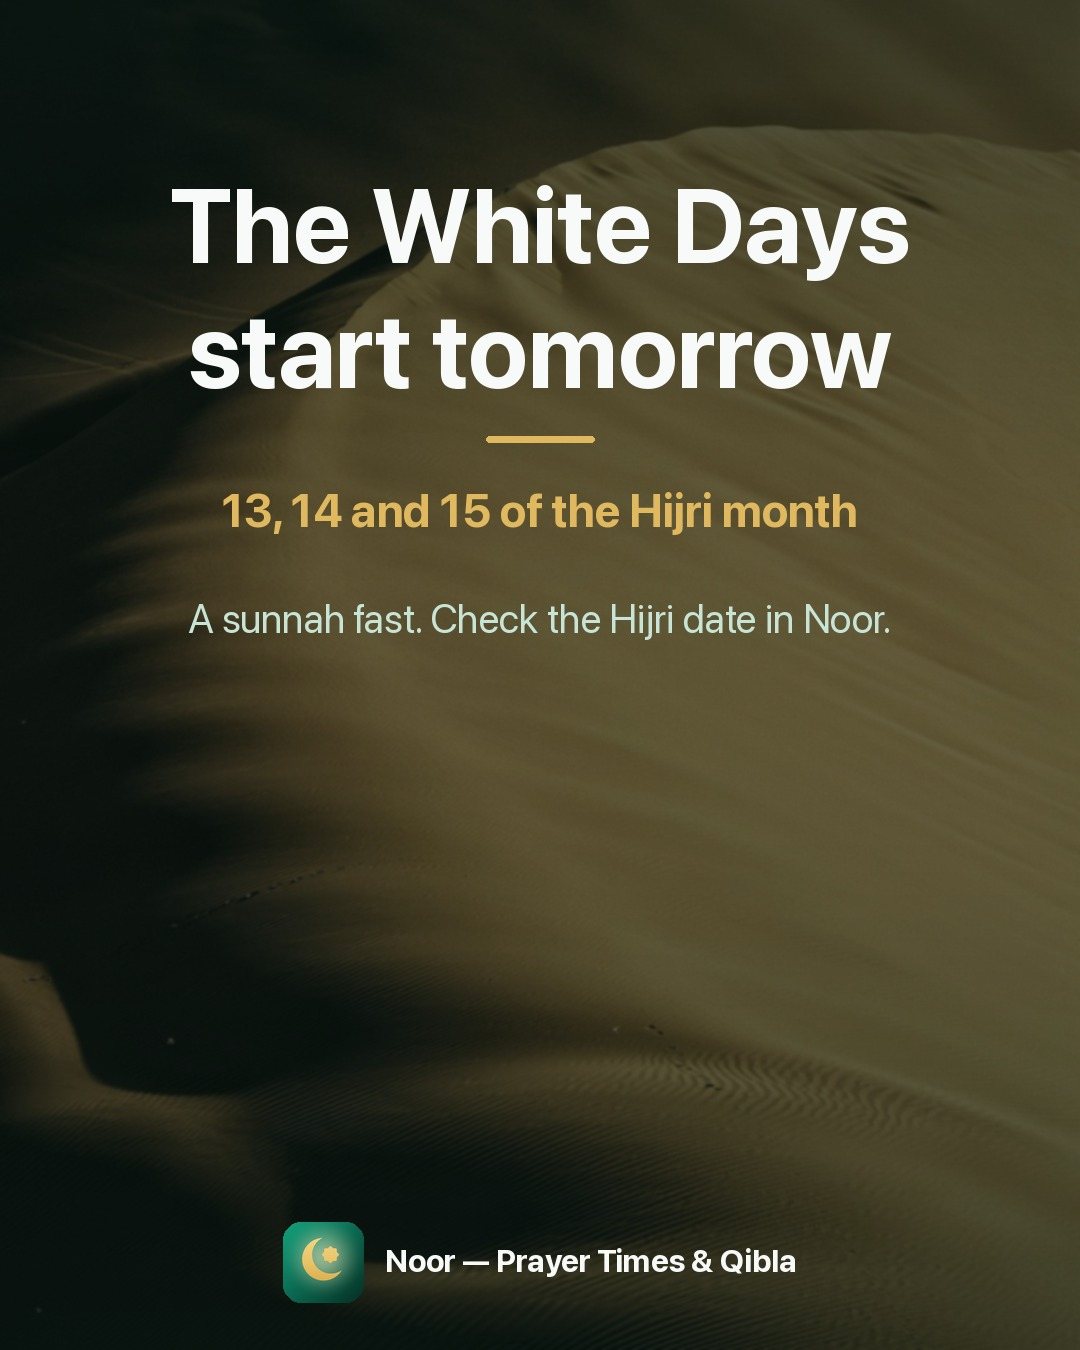 The White Days
start tomorrow
13, 14 and 15 of the Hijri month
A sunnah fast. Check the Hijri date in Noor.
Noor — Prayer Times & Qibla